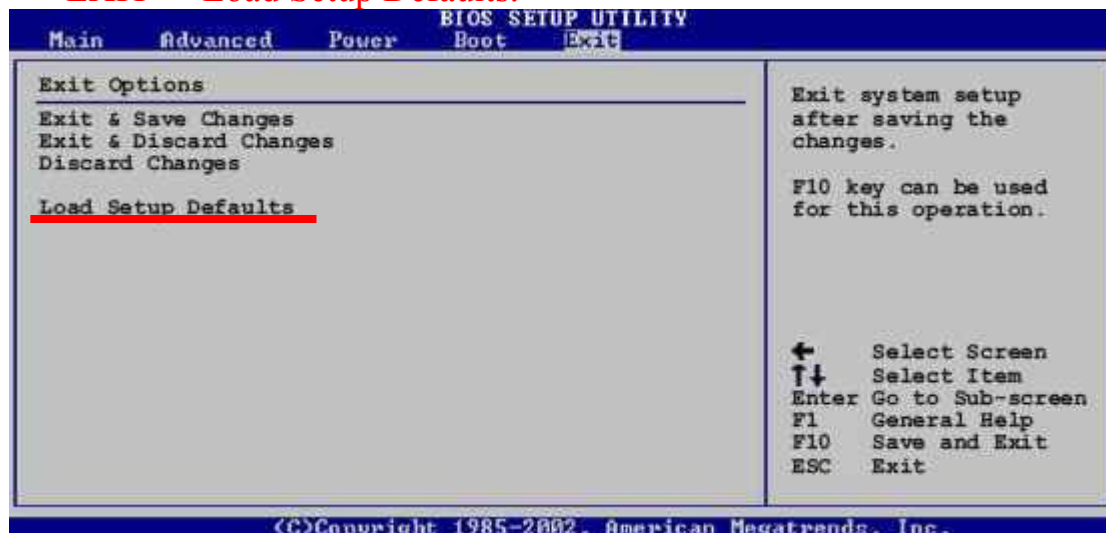 Load Setup Defaults.
BIOS SETUP UTILITY
Main Advanced Power Boot Exit
Exit Options
Exit & Save Changes
Exit & Discard Changes
Discard Changes
Load Setup Defaults
Exit system setup
after saving the
changes.
F10 key can be used
for this operation.
← Select Screen
↑↓ Select Item
Enter Go to Sub-screen
F1 General Help
F10 Save and Exit
ESC Exit
(C)Copyright 1985-2002, American Megatrends, Inc.